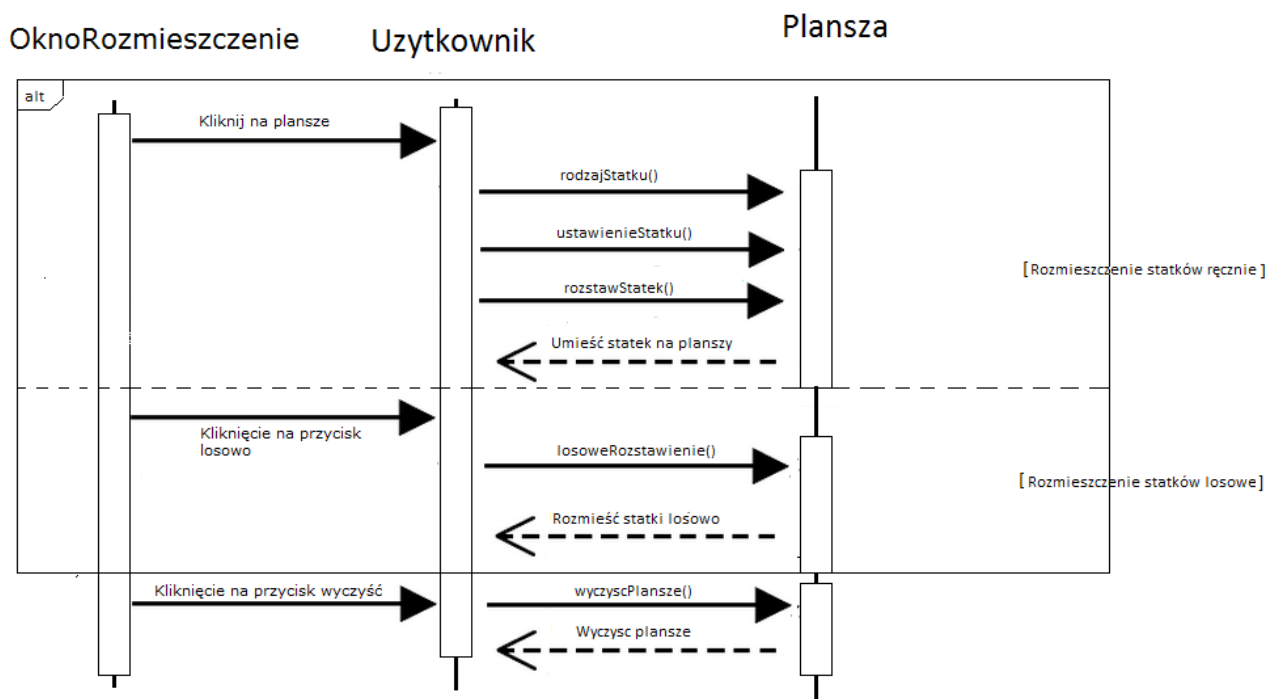 OknoRozmieszczenie
Uzytkownik
Plansza
alt
Kliknij na plansze
rodzajStatku()
ustawienieStatku()
[Rozmieszczenie statków ręcznie]
rozstawStatek()
Umieść statek na planszy
Kliknięcie na przycisk
losowo
losoweRozstawienie()
[Rozmieszczenie statków losowe]
Rozmieść statki losowo
Kliknięcie na przycisk wyczyść
wyczyscPlansze()
Wyczysc plansze